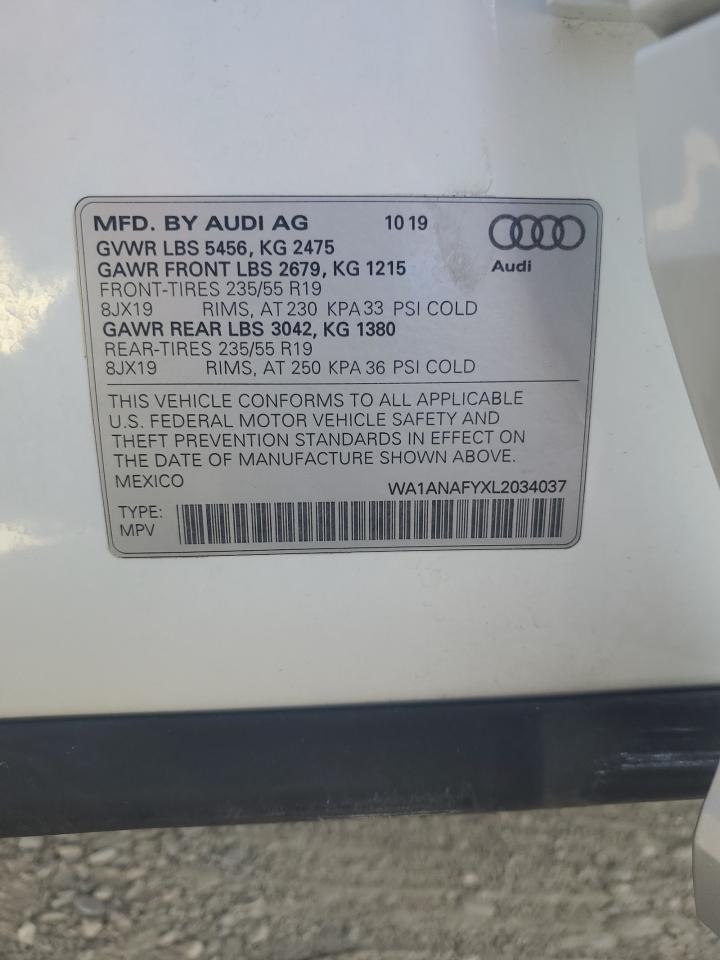 MFD. BY AUDI AG 10 19
GVWR LBS 5456, KG 2475
GAWR FRONT LBS 2679, KG 1215
Audi
FRONT-TIRES 235/55 R19
8JX19 RIMS, AT 230 KPA 33 PSI COLD
GAWR REAR LBS 3042, KG 1380
REAR-TIRES 235/55 R19
8JX19 RIMS, AT 250 KPA 36 PSI COLD
THIS VEHICLE CONFORMS TO ALL APPLICABLE
U.S. FEDERAL MOTOR VEHICLE SAFETY AND
THEFT PREVENTION STANDARDS IN EFFECT ON
THE DATE OF MANUFACTURE SHOWN ABOVE.
MEXICO WA1ANAFYXL2034037
TYPE:
MPV